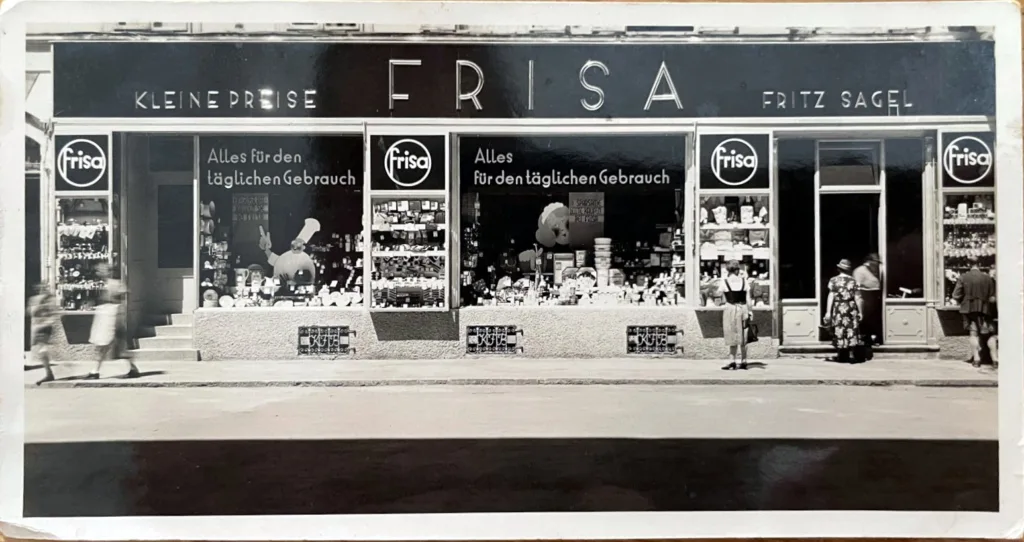 FRISA
KLEINE PREISE
FRITZ SAGEL
frisa
Alles für den
täglichen Gebrauch
frisa
Alles
für den täglichen Gebrauch
frisa
frisa